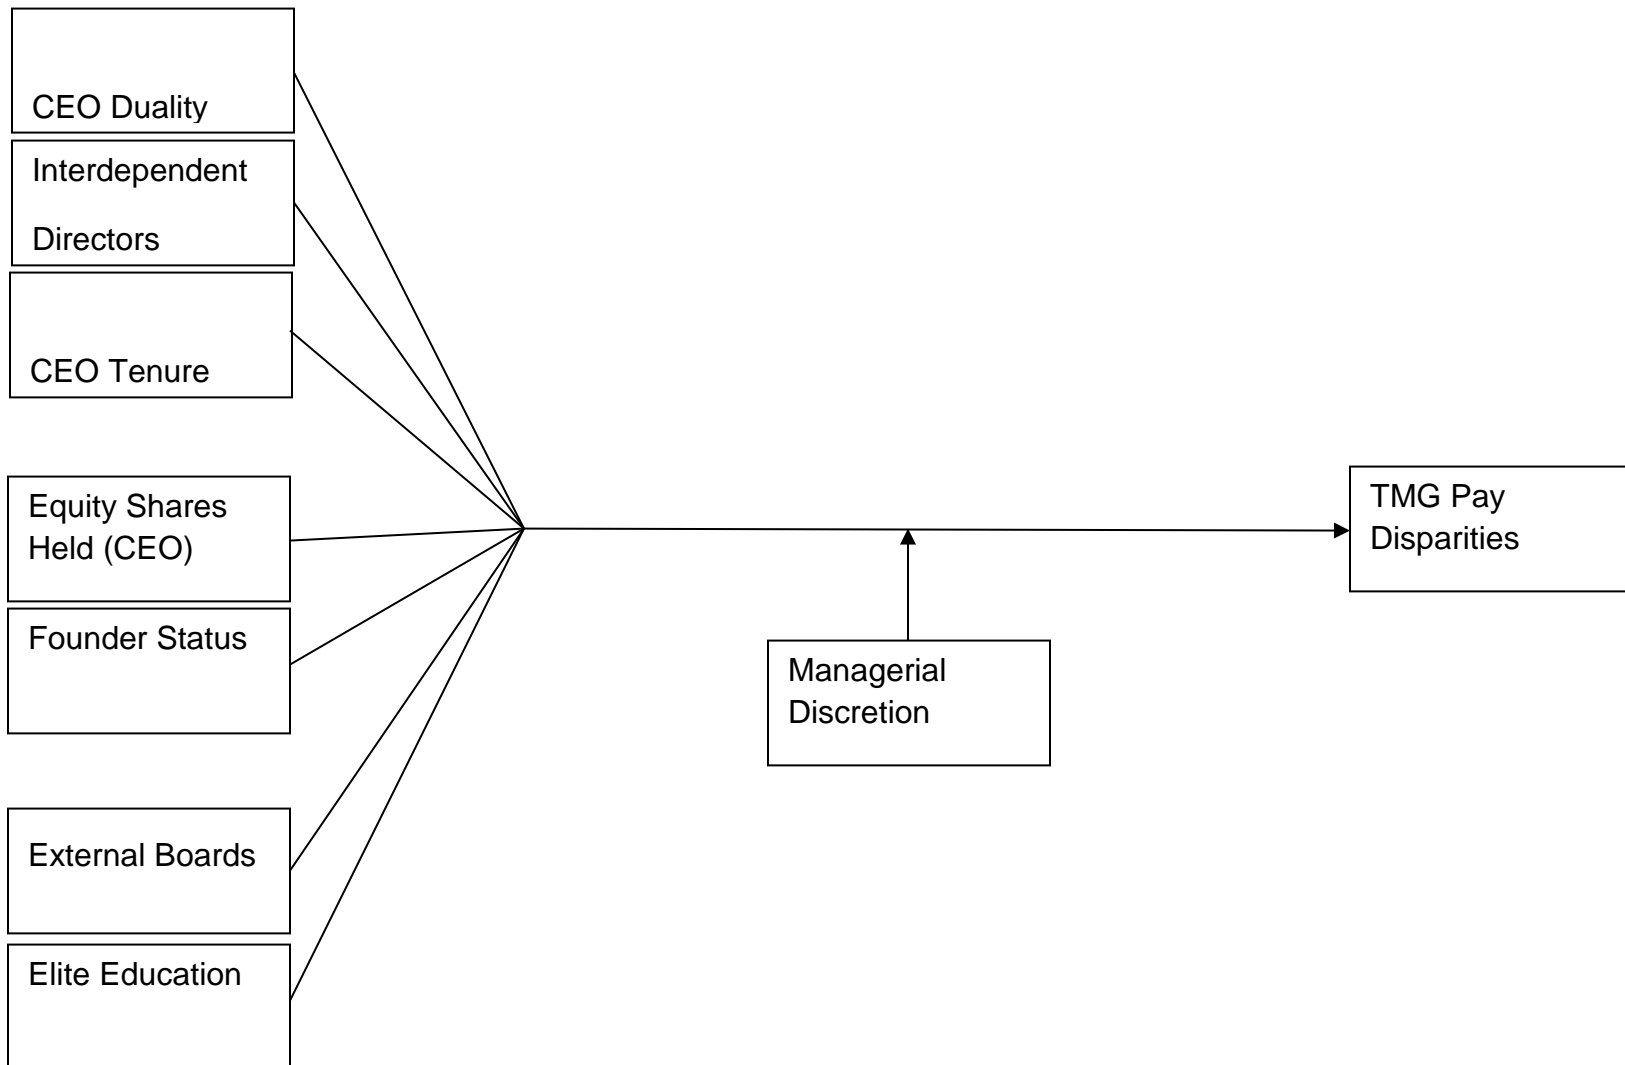 CEO Duality
Interdependent
Directors
CEO Tenure
Equity Shares
Held (CEO)
Founder Status
External Boards
Elite Education
Managerial
Discretion
TMG Pay
Disparities